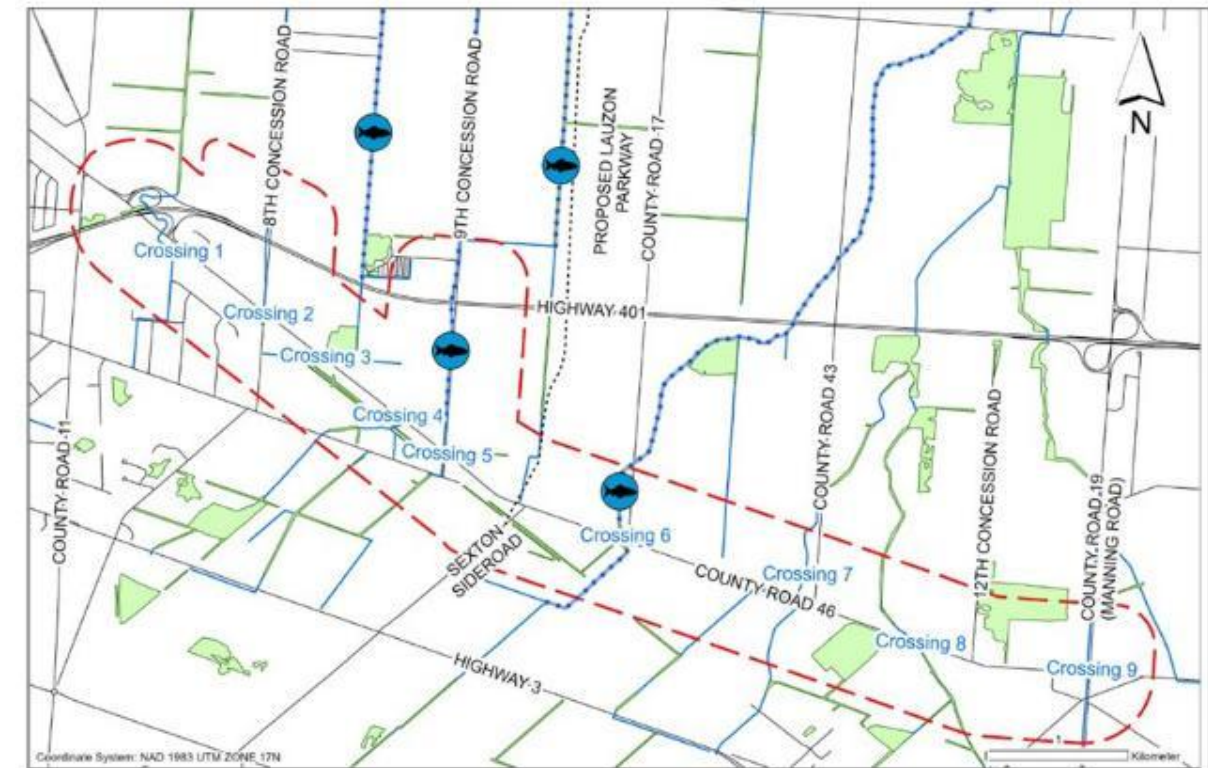 8TH CONCESSION ROAD
9TH CONCESSION ROAD
PROPOSED LAUZON
PARKWAY
COUNTY ROAD 17
N
Crossing 1
Crossing 2
HIGHWAY 401
Crossing 3
Crossing 4
Crossing 5
COUNTY ROAD 11
COUNTY ROAD 43
12TH CONCESSION ROAD
COUNTY ROAD 19
(MANNING ROAD)
SEXTON
SIDEROAD
Crossing 6
Crossing 7
COUNTY ROAD 46
Crossing 8
Crossing 9
HIGHWAY 3
Coordinate System: NAD 1983 UTM ZONE 17N
1
Kilometer